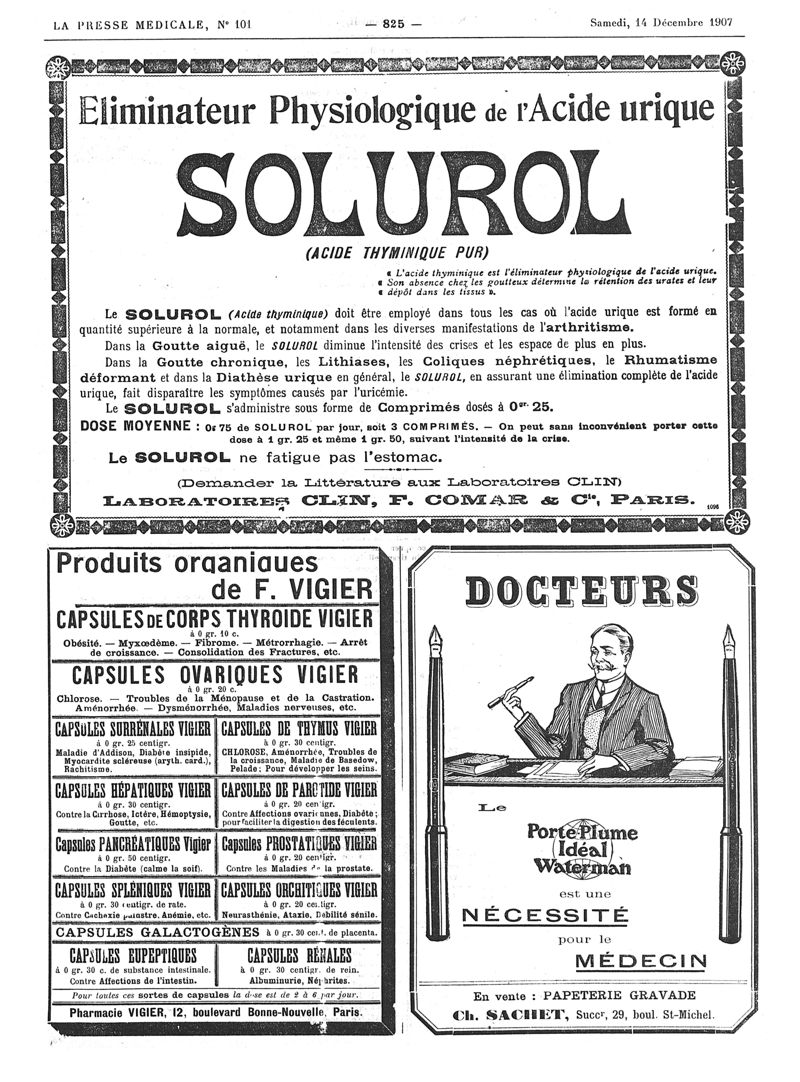 LA PRESSE MEDICALE, N° 101
— 825 —
Samedi, 14 Décembre 1907
Eliminateur Physiologique de l'Acide urique
SOLUROL
(ACIDE THYMINIQUE PUR)
« L'acide thyminique est l'éliminateur physiologique de l'acide urique.
« Son absence chez les goutteux détermine la rétention des urates et leur
« dépôt dans les tissus ».
Le SOLUROL (Acide thyminique) doit être employé dans tous les cas où l'acide urique est formé en
quantité supérieure à la normale, et notamment dans les diverses manifestations de l'arthritisme.
Dans la Goutte aiguë, le SOLUROL diminue l'intensité des crises et les espace de plus en plus.
Dans la Goutte chronique, les Lithiases, les Coliques néphrétiques, le Rhumatisme
déformant et dans la Diathèse urique en général, le SOLUROL, en assurant une élimination complète de l'acide
urique, fait disparaître les symptômes causés par l'uricémie.
Le SOLUROL s'administre sous forme de Comprimés dosés à 0gr. 25.
DOSE MOYENNE : 0g 75 de SOLUROL par jour, soit 3 COMPRIMÉS. — On peut sans inconvénient porter cette
dose à 1 gr. 25 et même 1 gr. 50, suivant l'intensité de la crise.
Le SOLUROL ne fatigue pas l'estomac.
(Demander la Littérature aux Laboratoires CLIN)
LABORATOIRES CLIN, F. COMAR & Cie, PARIS.
1096
Produits organiques
de F. VIGIER
CAPSULES DE CORPS THYROIDE VIGIER
à 0 gr. 10 c.
Obésité. — Myxœdème. — Fibrome. — Métrorrhagie. — Arrêt
de croissance. — Consolidation des Fractures, etc.
CAPSULES OVARIQUES VIGIER
à 0 gr. 20 c.
Chlorose. — Troubles de la Ménopause et de la Castration.
Aménorrhée. — Dysménorrhée, Maladies nerveuses, etc.
CAPSULES SURRÉNALES VIGIER
à 0 gr. 25 centigr.
Maladie d'Addison, Diabète insipide,
Myocardite scléreuse (aryth. card.),
Rachitisme.
CAPSULES DE THYMUS VIGIER
à 0 gr. 30 centigr.
CHLOROSE, Aménorrhée, Troubles de
la croissance, Maladie de Basedow,
Pelade; Pour développer les seins.
CAPSULES HÉPATIQUES VIGIER
à 0 gr. 30 centigr.
Contre la Cirrhose, Ictére, Hémoptysie,
Goutte, etc.
CAPSULES DE PAROTIDE VIGIER
à 0 gr. 20 centigr.
Contre Affections ovariennes, Diabète;
pour faciliter la digestion des féculents.
Capsules PANCRÉATIQUES Vigier
à 0 gr. 50 centigr.
Contre la Diabète (calme la soif).
Capsules PROSTATIQUES VIGIER
à 0 gr. 20 centigr.
Contre les Maladies de la prostate.
CAPSULES SPLÉNIQUES VIGIER
à 0 gr. 30 centigr. de rate.
Contre Cachexie palustre, Anémie, etc.
CAPSULES ORCHITIQUES VIGIER
à 0 gr. 20 centigr.
Neurasthénie, Ataxie, Débilité sénile.
CAPSULES GALACTOGÈNES à 0 gr. 30 cent. de placenta.
CAPSULES EUPEPTIQUES
à 0 gr. 30 c. de substance intestinale.
Contre Affections de l'intestin.
CAPSULES RÉNALES
à 0 gr. 30 centigr. de rein.
Albuminurie, Néphrites.
Pour toutes ces sortes de capsules la dose est de 2 à 6 par jour.
Pharmacie VIGIER, 12, boulevard Bonne-Nouvelle, Paris.
DOCTEURS
Le
Porte-Plume
Idéal
Waterman
est une
NÉCESSITÉ
pour le
MÉDECIN
En vente : PAPETERIE GRAVADE
Ch. SACHET, Succr, 29, boul. St-Michel.